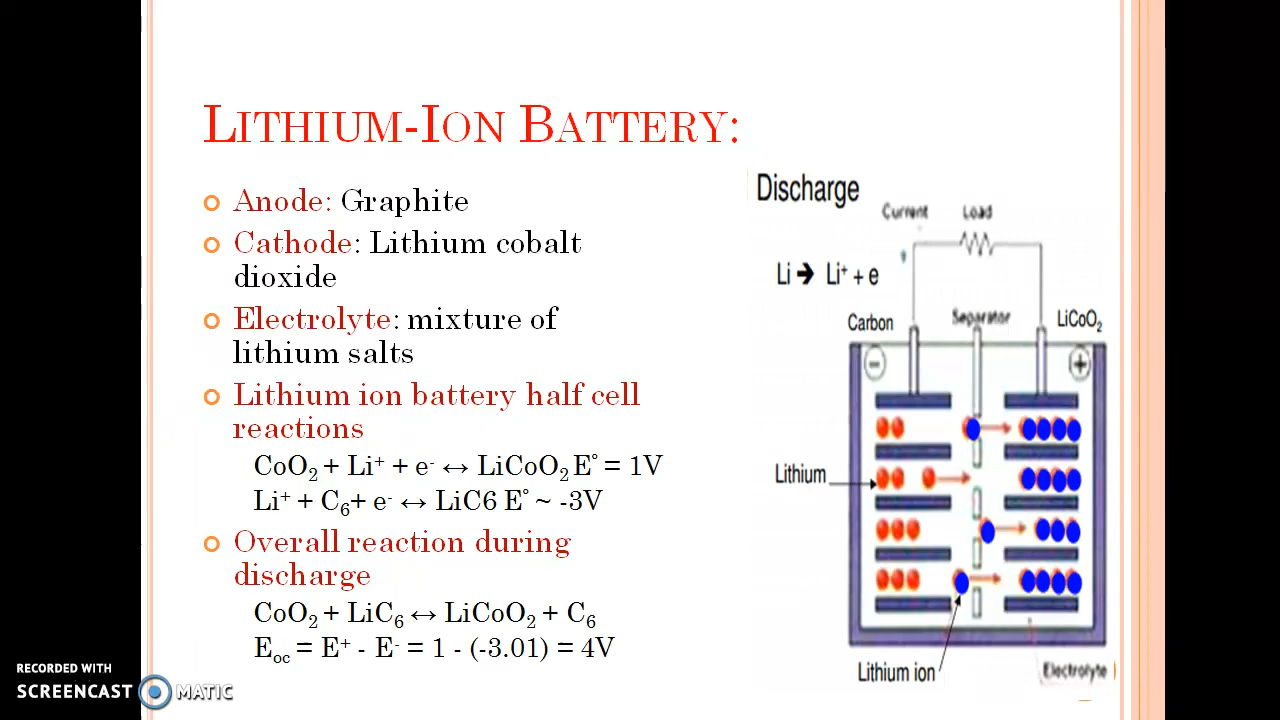 LITHIUM-ION BATTERY:
Anode: Graphite
Cathode: Lithium cobalt
dioxide
Electrolyte: mixture of
lithium salts
Lithium ion battery half cell
reactions
CoO₂ + Li⁺ + e⁻ ↔ LiCoO₂ E° = 1V
Li⁺ + C₆+ e⁻ ↔ LiC6 E° ~ -3V
Overall reaction during
discharge
CoO₂ + LiC₆ ↔ LiCoO₂ + C₆
Eoc = E⁺ - E⁻ = 1 - (-3.01) = 4V
Discharge
Current Load
Li ➔ Li⁺ + e
Carbon Separator LiCoO₂
− +
Lithium
Lithium ion Electrolyte
RECORDED WITH
SCREENCAST MATIC